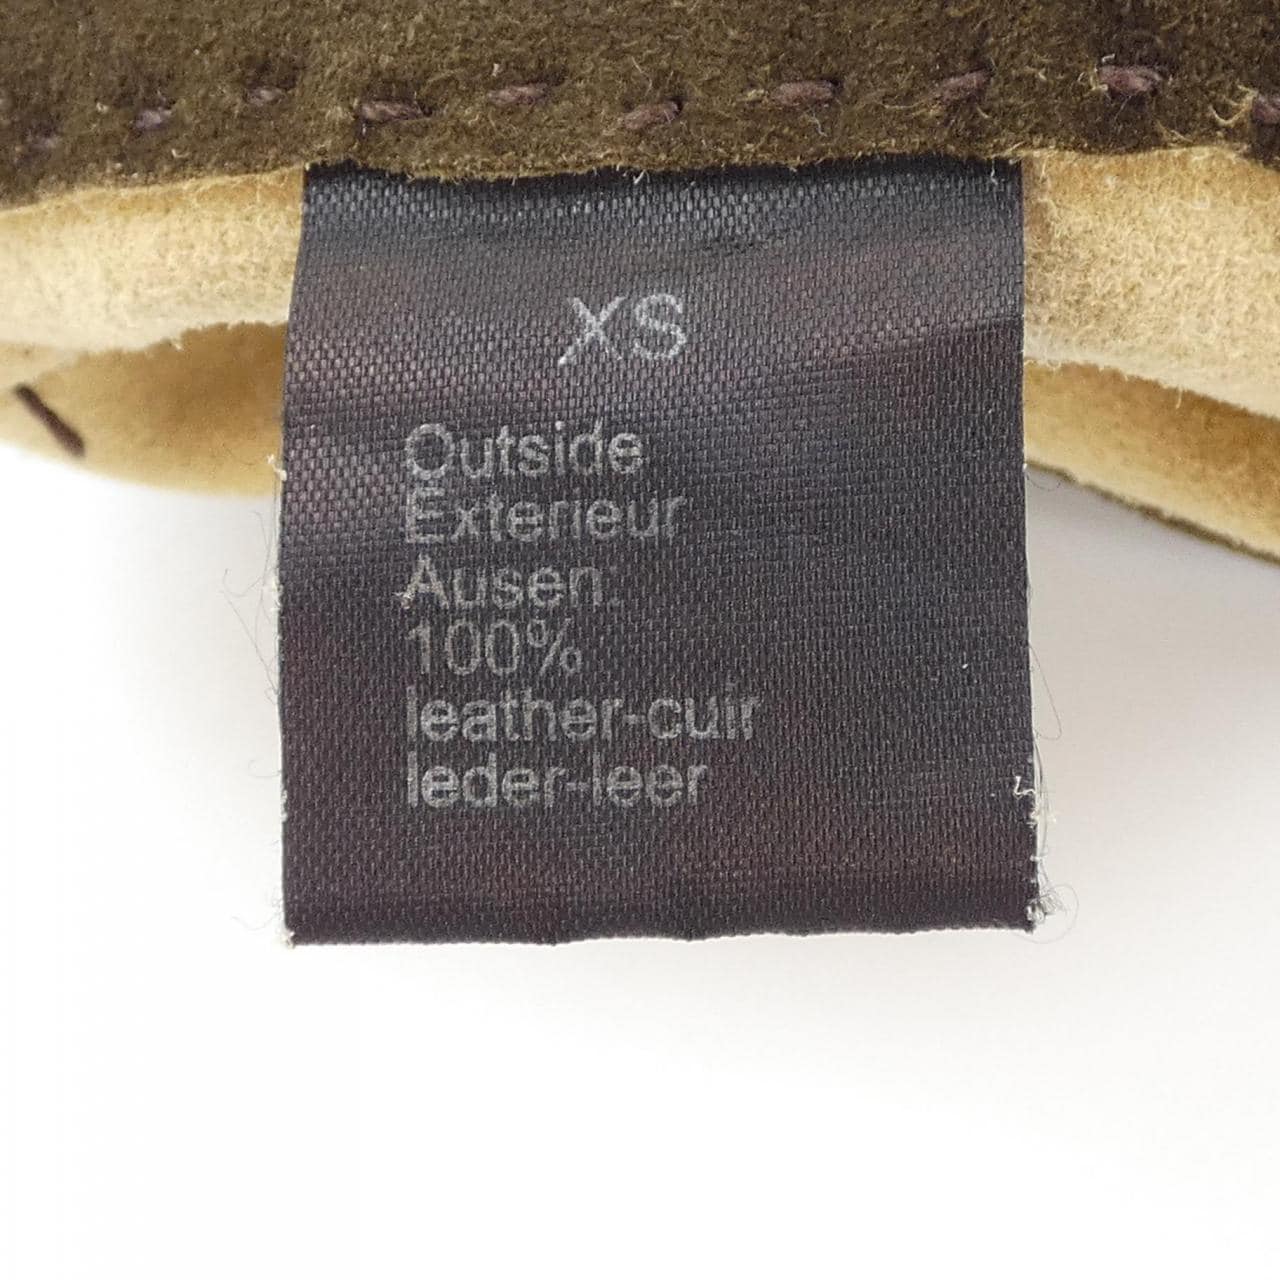 XS
Outside
Exterieur
Ausen:
100%
leather-cuir
leder-leer